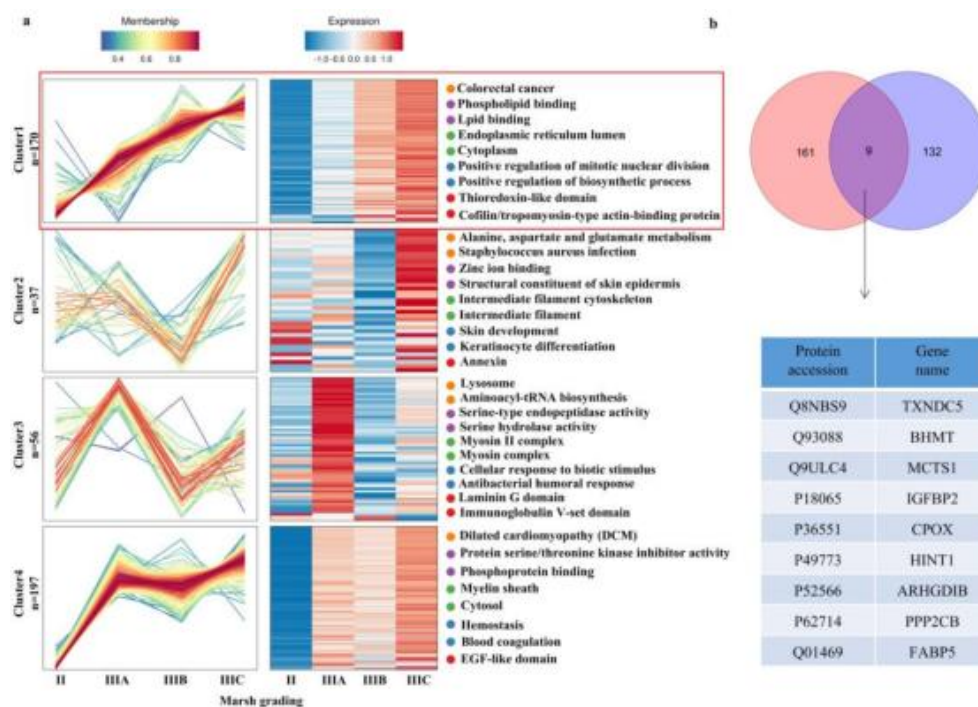 a
Membership
0.4 0.6 0.8
Expression
-1.0 -0.5 0.0 0.5 1.0
b
Cluster1
n=170
Colorectal cancer
Phospholipid binding
Lpid binding
Endoplasmic reticulum lumen
Cytoplasm
Positive regulation of mitotic nuclear division
Positive regulation of biosynthetic process
Thioredoxin-like domain
Cofilin/tropomyosin-type actin-binding protein
Cluster2
n=37
Alanine, aspartate and glutamate metabolism
Staphylococcus aureus infection
Zinc ion binding
Structural constituent of skin epidermis
Intermediate filament cytoskeleton
Intermediate filament
Skin development
Keratinocyte differentiation
Annexin
Cluster3
n=56
Lysosome
Aminoacyl-tRNA biosynthesis
Serine-type endopeptidase activity
Serine hydrolase activity
Myosin II complex
Myosin complex
Cellular response to biotic stimulus
Antibacterial humoral response
Laminin G domain
Immunoglobulin V-set domain
Cluster4
n=197
Dilated cardiomyopathy (DCM)
Protein serine/threonine kinase inhibitor activity
Phosphoprotein binding
Myelin sheath
Cytosol
Hemostasis
Blood coagulation
EGF-like domain
II IIIA IIIB IIIC II IIIA IIIB IIIC
Marsh grading
161 9 132
Protein accession Gene name
Q8NBS9 TXNDC5
Q93088 BHMT
Q9ULC4 MCTS1
P18065 IGFBP2
P36551 CPOX
P49773 HINT1
P52566 ARHGDIB
P62714 PPP2CB
Q01469 FABP5